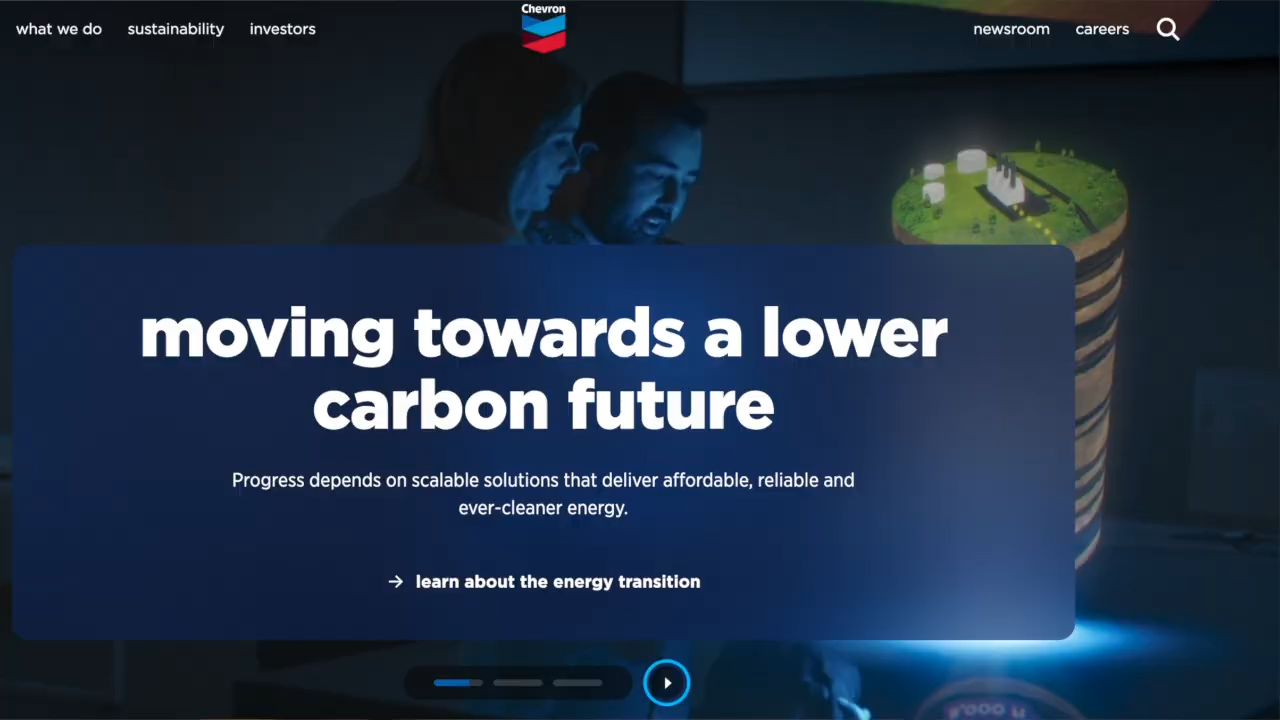 Chevron
what we do
sustainability
investors
newsroom
careers
moving towards a lower
carbon future
Progress depends on scalable solutions that deliver affordable, reliable and
ever-cleaner energy.
→ learn about the energy transition